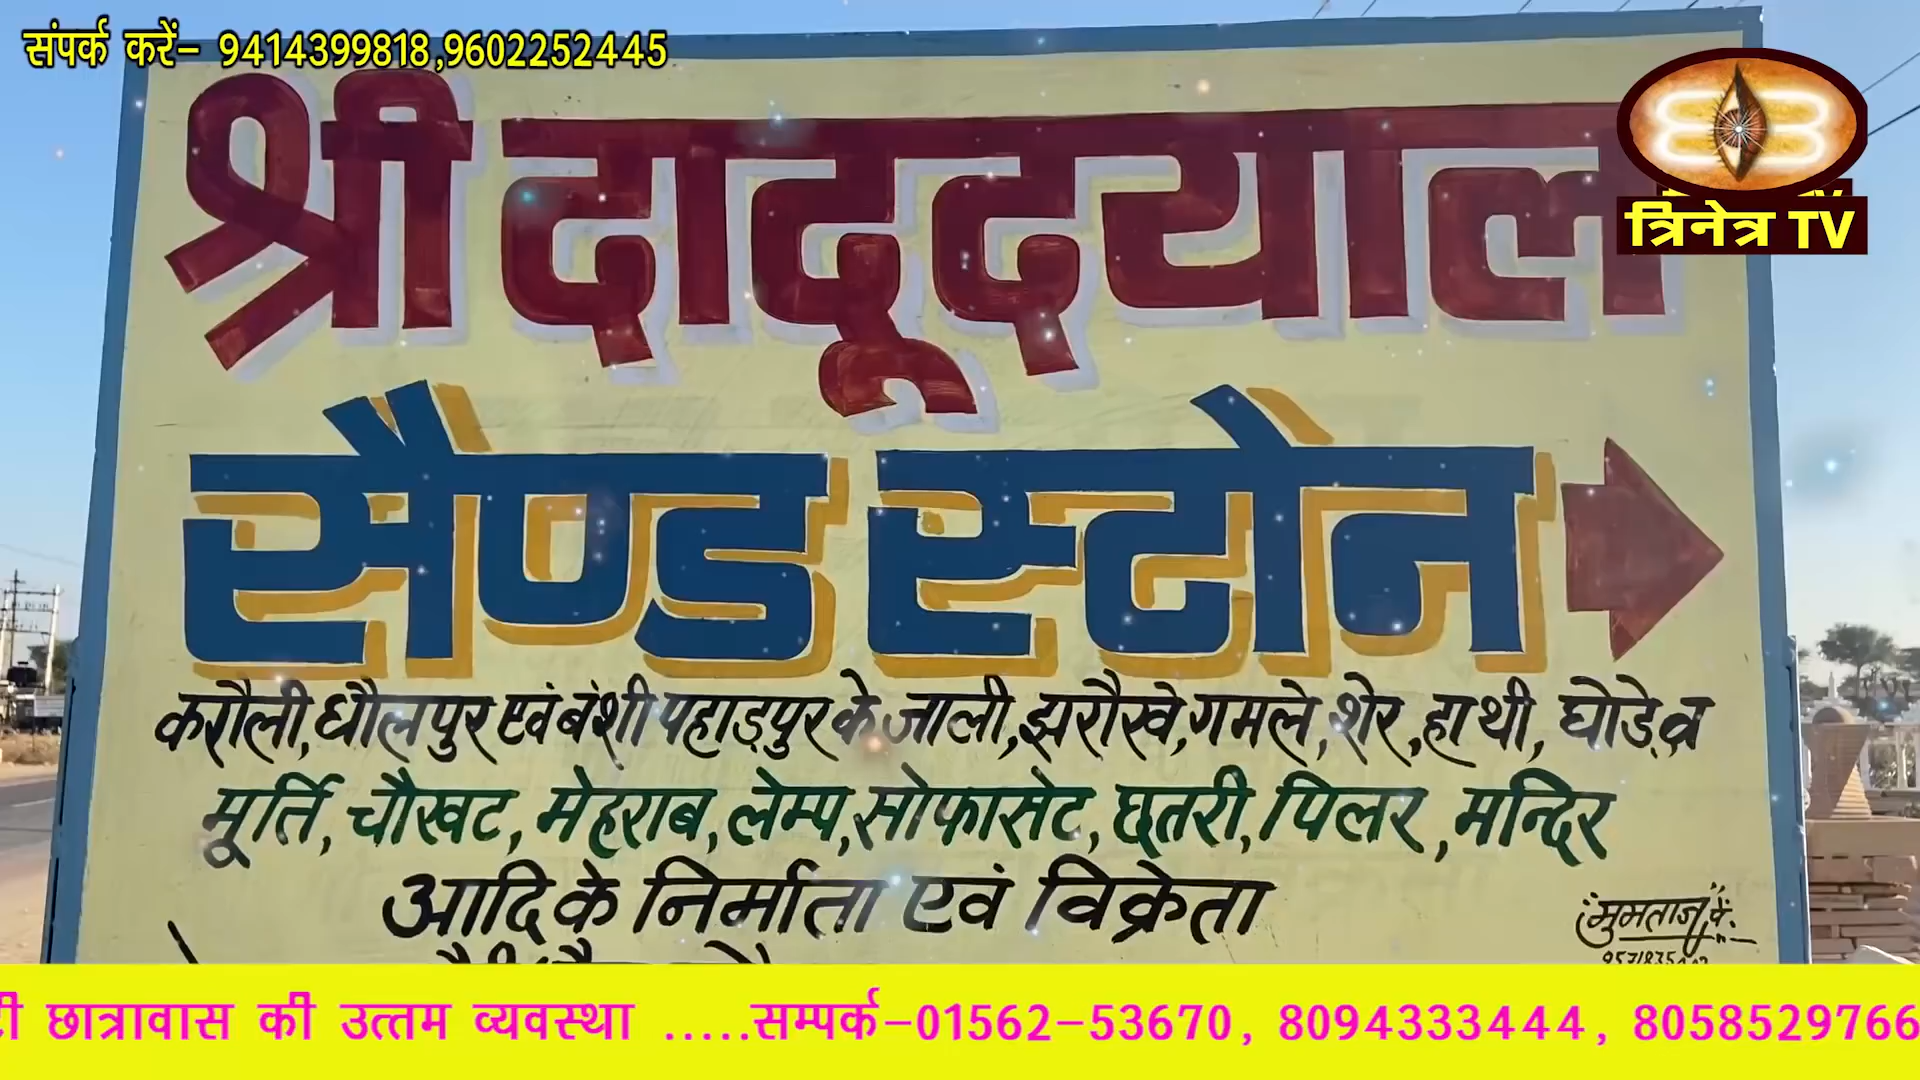 संपर्क करें- 9414399818,9602252445
श्री दादूदयाल
त्रिनेत्र TV
सैण्ड स्टोन
करौली, धौलपुर एवं बंशी पहाड़पुर के जाली, झरौखे, गमले, शेर, हाथी, घोड़े, व
मूर्ति, चौखट, मेहराब, लेम्प, सोफासेट, छतरी, पिलर, मन्दिर
आदि के निर्माता एवं विक्रेता
मुमताज पें.
छात्रावास की उत्तम व्यवस्था .....सम्पर्क-01562-53670, 8094333444, 8058529766